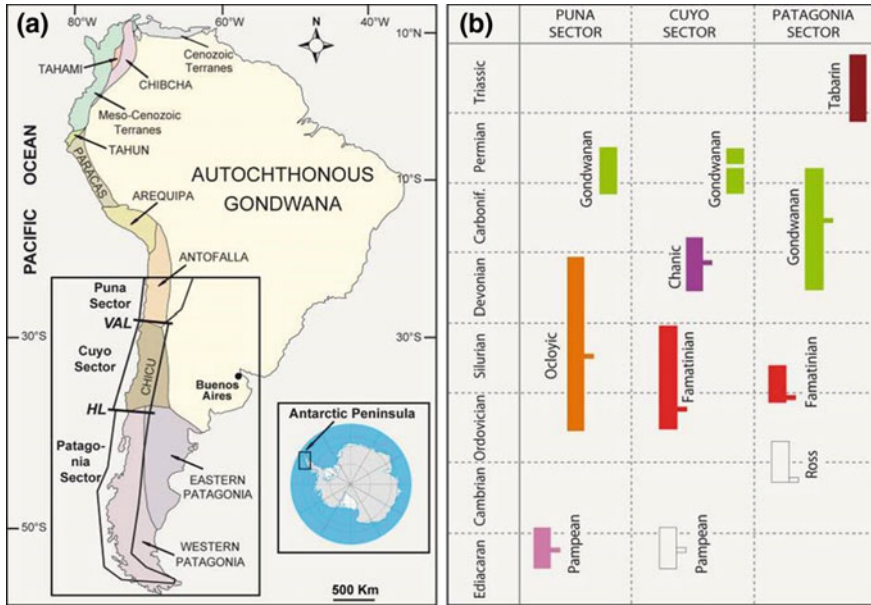 (a)
80°W
60°W
40°W
N
10°N
10°S
30°S
30°S
50°S
PACIFIC OCEAN
TAHAMI
CHIBCHA
Cenozoic
Terranes
Meso-Cenozoic
Terranes
TAHUN
PARACAS
AREQUIPA
AUTOCHTHONOUS
GONDWANA
ANTOFALLA
Puna
Sector
VAL
Cuyo
Sector
CHICU
Buenos
Aires
HL
Patago-
nia
Sector
EASTERN
PATAGONIA
WESTERN
PATAGONIA
Antarctic Peninsula
500 Km
(b)
PUNA
SECTOR
CUYO
SECTOR
PATAGONIA
SECTOR
Triassic
Permian
Carbonif.
Devonian
Silurian
Ordovician
Cambrian
Ediacaran
Gondwanan
Ocloyic
Pampean
Gondwanan
Chanic
Famatinian
Pampean
Tabarin
Gondwanan
Famatinian
Ross